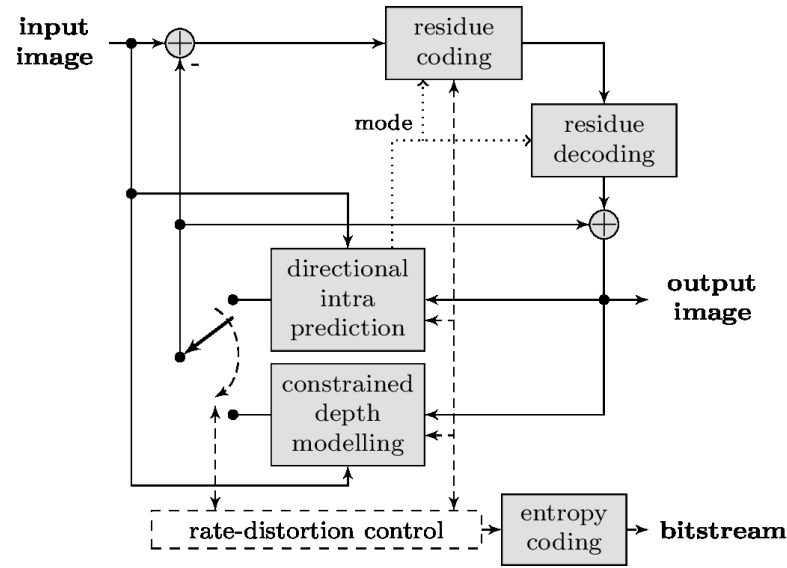 input
image
-
residue
coding
mode
residue
decoding
directional
intra
prediction
output
image
constrained
depth
modelling
rate-distortion control
entropy
coding
bitstream